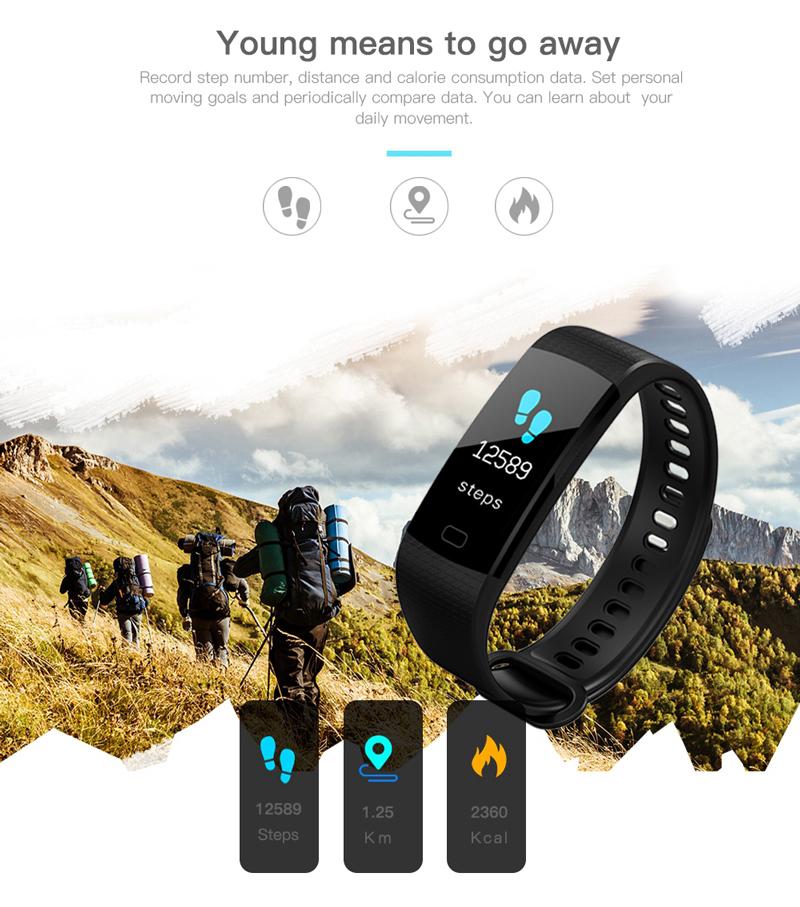 Young means to go away
Record step number, distance and calorie consumption data. Set personal
moving goals and periodically compare data. You can learn about  your
daily movement.
12589
steps
12589
Steps
1.25
Km
2360
Kcal